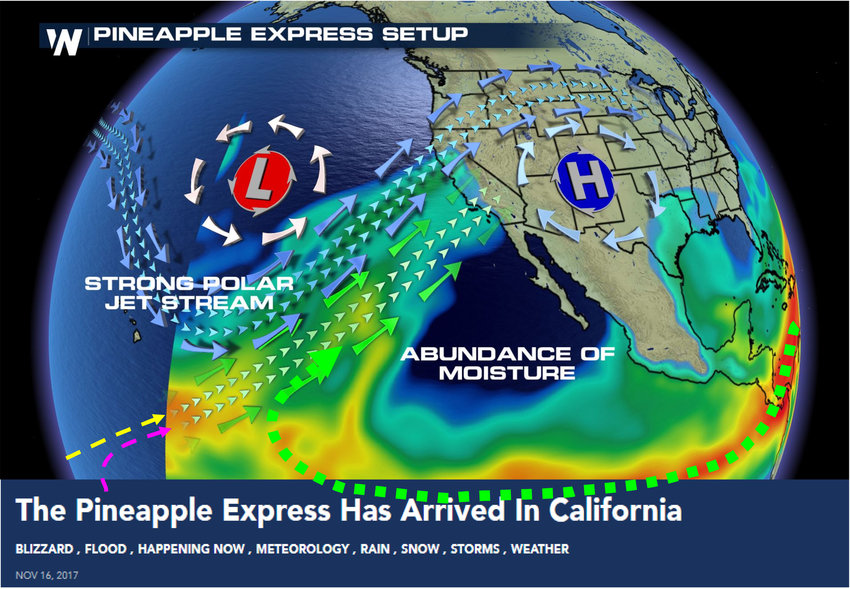 W PINEAPPLE EXPRESS SETUP
L
H
STRONG POLAR
JET STREAM
ABUNDANCE OF
MOISTURE
The Pineapple Express Has Arrived In California
BLIZZARD , FLOOD , HAPPENING NOW , METEOROLOGY , RAIN , SNOW , STORMS , WEATHER
NOV 16, 2017